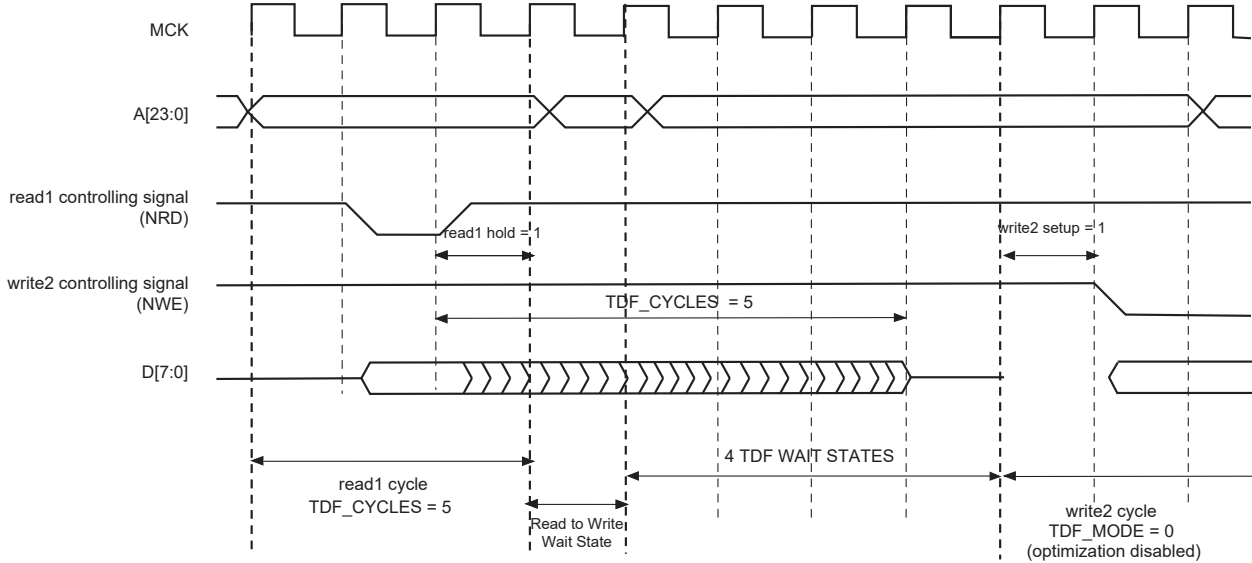 MCK
A[23:0]
read1 controlling signal
(NRD)
read1 hold = 1
write2 setup = 1
write2 controlling signal
(NWE)
TDF_CYCLES = 5
D[7:0]
4 TDF WAIT STATES
read1 cycle
TDF_CYCLES = 5
Read to Write
Wait State
write2 cycle
TDF_MODE = 0
(optimization disabled)